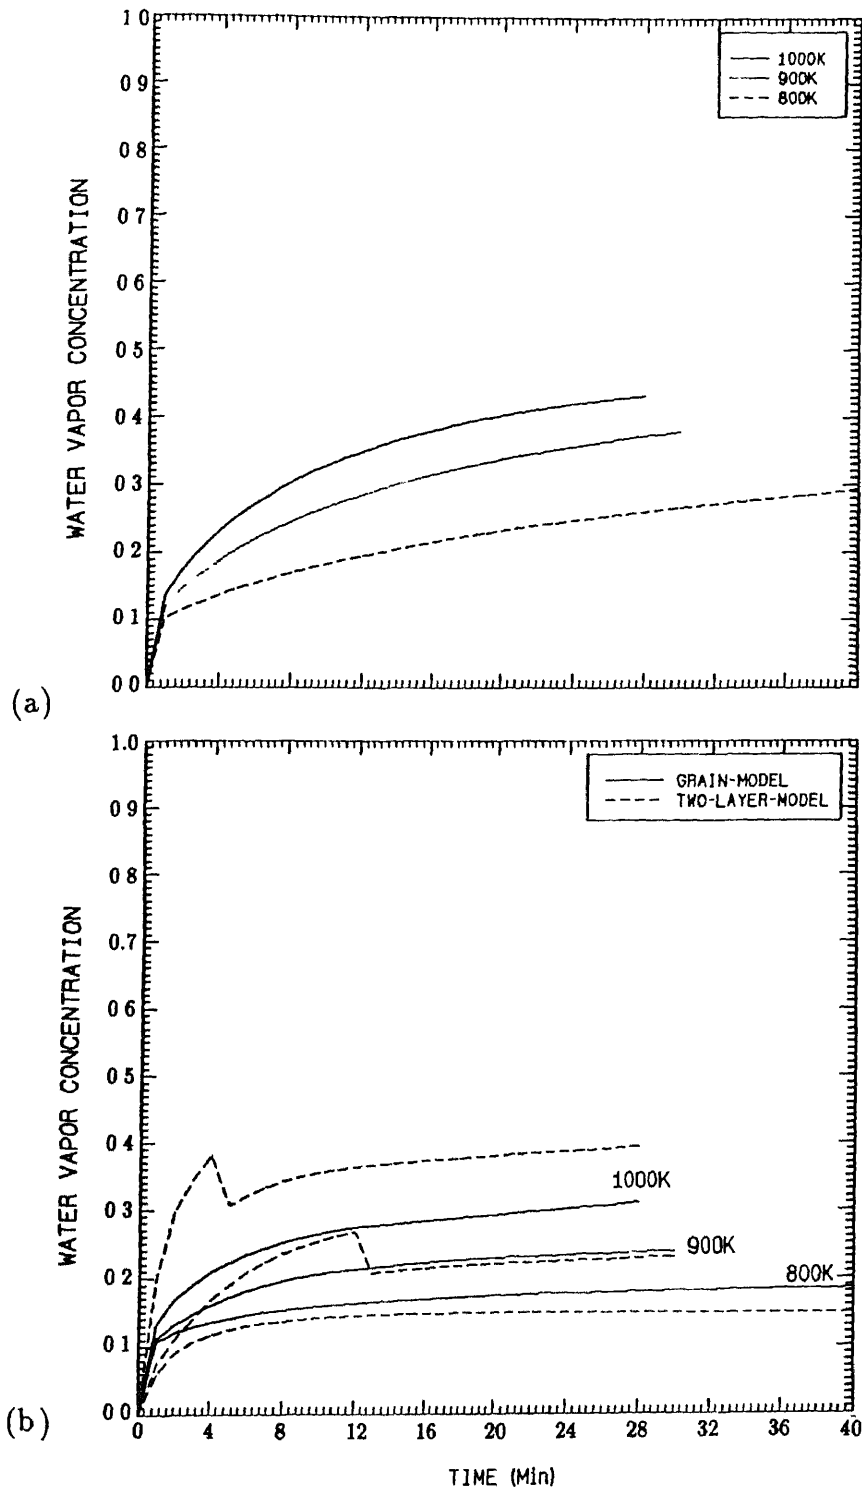 1.0
0 9
0 8
0 7
0 6
0 5
0 4
0 3
0 2
0 1
0 0
WATER VAPOR CONCENTRATION
1000K
900K
800K
(a)
1.0
0 9
0 8
0 7
0 6
0 5
0 4
0 3
0 2
0 1
0 0
WATER VAPOR CONCENTRATION
GRAIN-MODEL
TWO-LAYER-MODEL
1000K
900K
800K
(b)
0 4 8 12 16 20 24 28 32 36 40
TIME (Min)